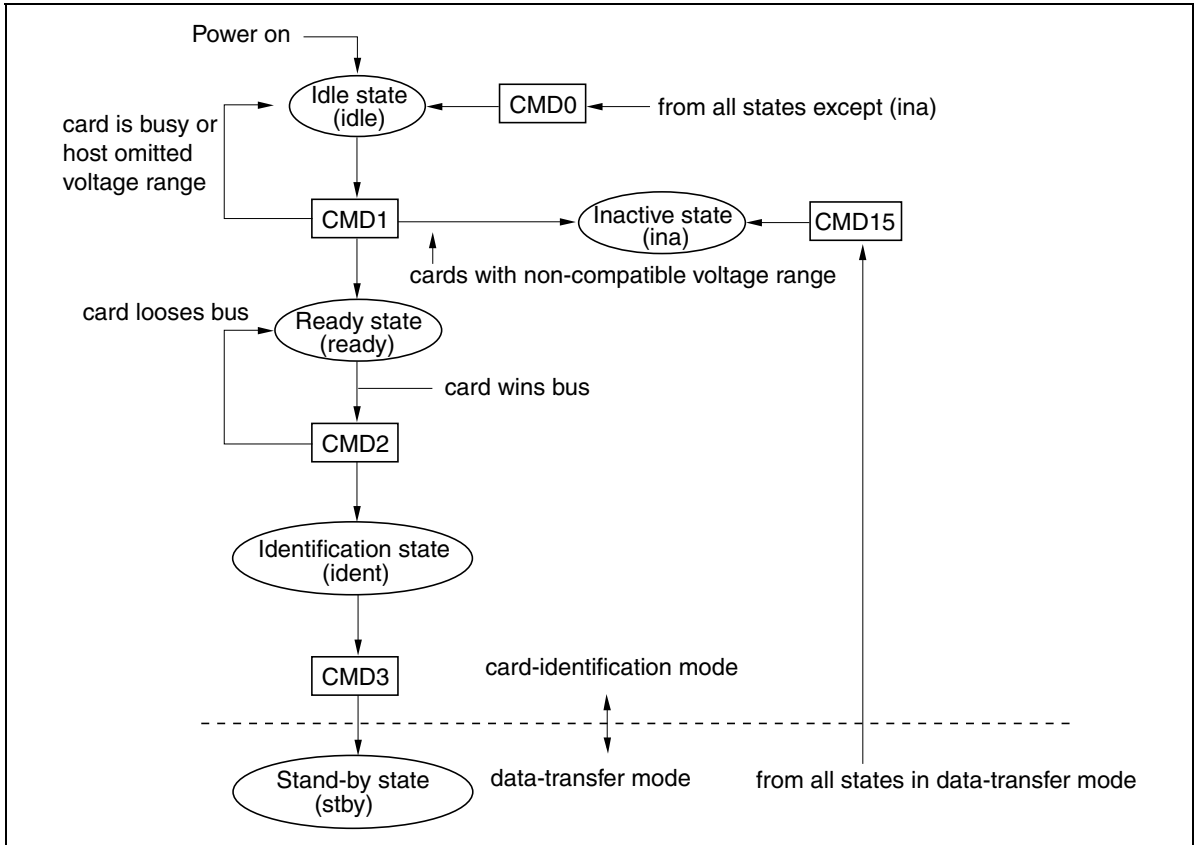 Power on
Idle state
(idle)
CMD0
from all states except (ina)
card is busy or
host omitted
voltage range
CMD1
Inactive state
(ina)
CMD15
cards with non-compatible voltage range
card looses bus
Ready state
(ready)
card wins bus
CMD2
Identification state
(ident)
CMD3
card-identification mode
Stand-by state
(stby)
data-transfer mode
from all states in data-transfer mode